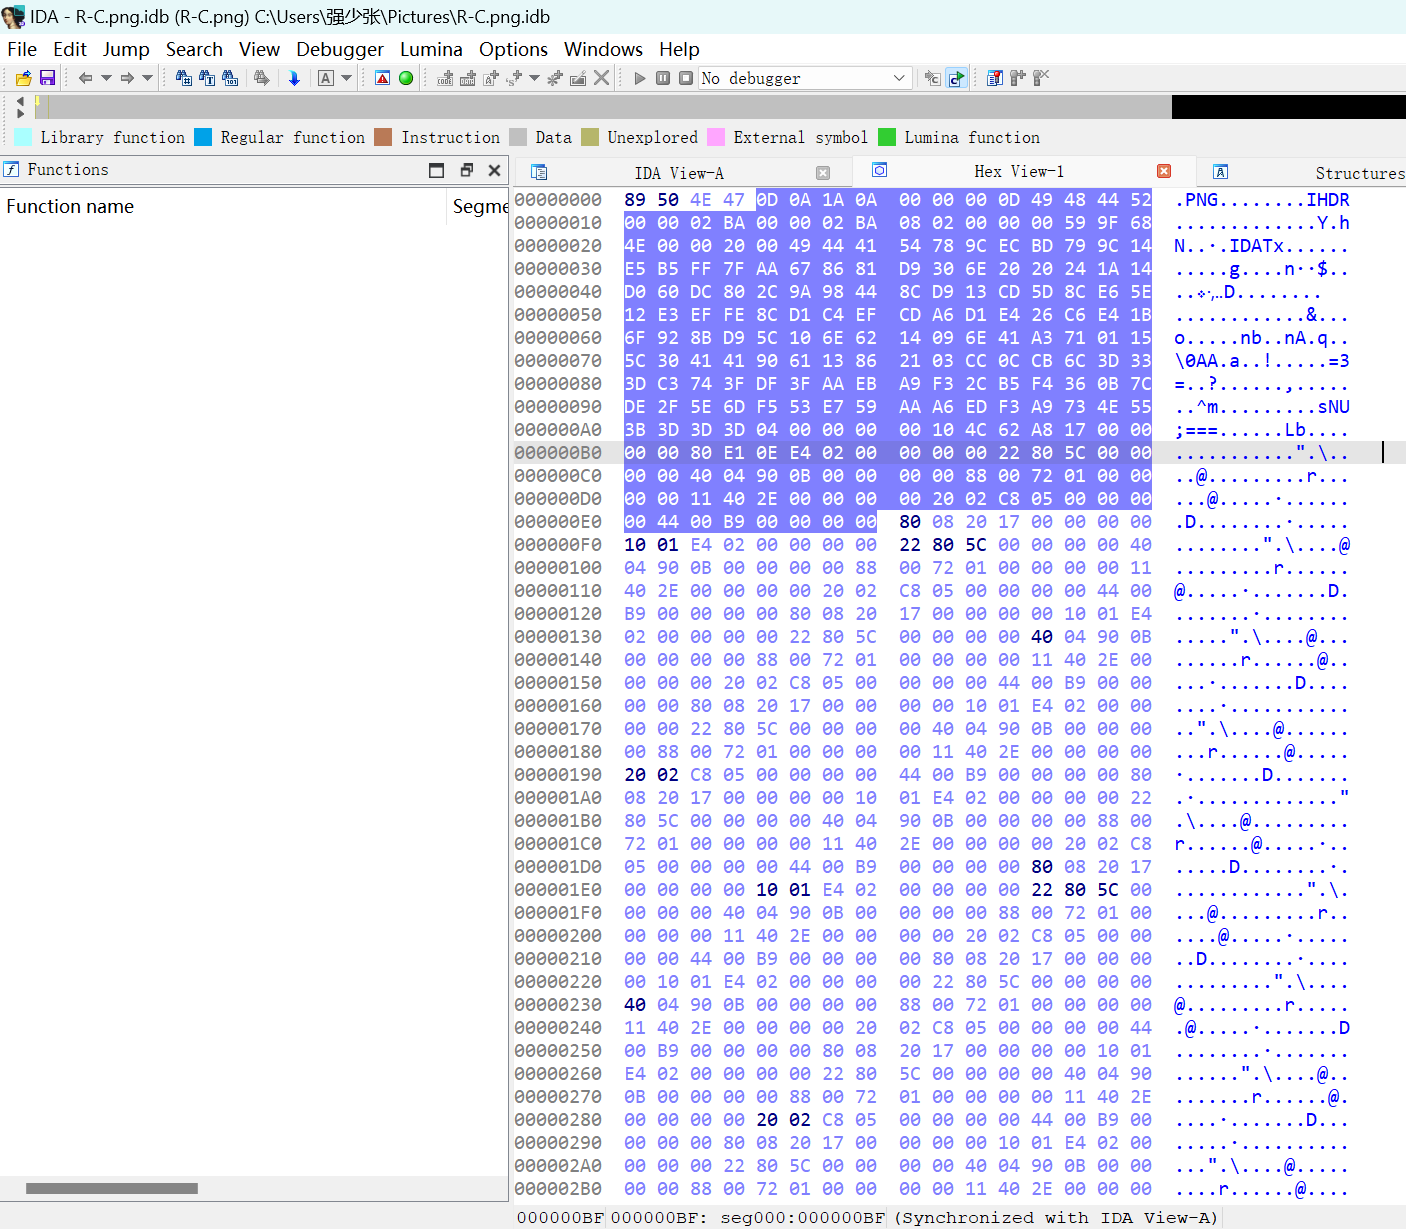 IDA - R-C.png.idb (R-C.png) C:\Users\强少张\Pictures\R-C.png.idb
File Edit Jump Search View Debugger Lumina Options Windows Help
No debugger
Library function Regular function Instruction Data Unexplored External symbol Lumina function
Functions
IDA View-A Hex View-1 Structures
Function name Segme
00000000 89 50 4E 47 0D 0A 1A 0A 00 00 00 0D 49 48 44 52 .PNG........IHDR
00000010 00 00 02 BA 00 00 02 BA 08 02 00 00 00 59 9F 68 .............Y.h
00000020 4E 00 00 20 00 49 44 41 54 78 9C EC BD 79 9C 14 N..·.IDATx......
00000030 E5 B5 FF 7F AA 67 86 81 D9 30 6E 20 20 24 1A 14 .....g....n··$..
00000040 D0 60 DC 80 2C 9A 98 44 8C D9 13 CD 5D 8C E6 5E
00000050 12 E3 EF FE 8C D1 C4 EF CD A6 D1 E4 26 C6 E4 1B ............&...
00000060 6F 92 8B D9 5C 10 6E 62 14 09 6E 41 A3 71 01 15 o.....nb..nA.q..
00000070 5C 30 41 41 90 61 13 86 21 03 CC 0C CB 6C 3D 33 \0AA.a..!.....=3
00000080 3D C3 74 3F DF 3F AA EB A9 F3 2C B5 F4 36 0B 7C =..?......,.....
00000090 DE 2F 5E 6D F5 53 E7 59 AA A6 ED F3 A9 73 4E 55 ..^m.........sNU
000000A0 3B 3D 3D 3D 04 00 00 00 00 10 4C 62 A8 17 00 00 ;===......Lb....
000000B0 00 00 80 E1 0E E4 02 00 00 00 00 22 80 5C 00 00 ...........".\..
000000C0 00 00 40 04 90 0B 00 00 00 00 88 00 72 01 00 00 ..@.........r...
000000D0 00 00 11 40 2E 00 00 00 00 20 02 C8 05 00 00 00 ...@.....·......
000000E0 00 44 00 B9 00 00 00 00 80 08 20 17 00 00 00 00 .D........·.....
000000F0 10 01 E4 02 00 00 00 00 22 80 5C 00 00 00 00 40 ........".\....@
00000100 04 90 0B 00 00 00 00 88 00 72 01 00 00 00 00 11 .........r......
00000110 40 2E 00 00 00 00 20 02 C8 05 00 00 00 00 44 00 @.....·.......D.
00000120 B9 00 00 00 00 80 08 20 17 00 00 00 00 10 01 E4 .......·........
00000130 02 00 00 00 00 22 80 5C 00 00 00 00 40 04 90 0B .....".\....@...
00000140 00 00 00 00 88 00 72 01 00 00 00 00 11 40 2E 00 ......r......@..
00000150 00 00 00 20 02 C8 05 00 00 00 00 44 00 B9 00 00 ...·.......D....
00000160 00 00 80 08 20 17 00 00 00 00 10 01 E4 02 00 00 ....·...........
00000170 00 00 22 80 5C 00 00 00 00 40 04 90 0B 00 00 00 ..".\....@......
00000180 00 88 00 72 01 00 00 00 00 11 40 2E 00 00 00 00 ...r......@.....
00000190 20 02 C8 05 00 00 00 00 44 00 B9 00 00 00 00 80 ·.......D.......
000001A0 08 20 17 00 00 00 00 10 01 E4 02 00 00 00 00 22 .·............."
000001B0 80 5C 00 00 00 00 40 04 90 0B 00 00 00 00 88 00 .\....@.........
000001C0 72 01 00 00 00 00 11 40 2E 00 00 00 00 20 02 C8 r......@.....·..
000001D0 05 00 00 00 00 44 00 B9 00 00 00 00 80 08 20 17 .....D........·.
000001E0 00 00 00 00 10 01 E4 02 00 00 00 00 22 80 5C 00 ............".\.
000001F0 00 00 00 40 04 90 0B 00 00 00 00 88 00 72 01 00 ...@.........r..
00000200 00 00 00 11 40 2E 00 00 00 00 20 02 C8 05 00 00 ....@.....·.....
00000210 00 00 44 00 B9 00 00 00 00 80 08 20 17 00 00 00 ..D........·....
00000220 00 10 01 E4 02 00 00 00 00 22 80 5C 00 00 00 00 .........".\....
00000230 40 04 90 0B 00 00 00 00 88 00 72 01 00 00 00 00 @.........r.....
00000240 11 40 2E 00 00 00 00 20 02 C8 05 00 00 00 00 44 .@.....·.......D
00000250 00 B9 00 00 00 00 80 08 20 17 00 00 00 00 10 01 ........·.......
00000260 E4 02 00 00 00 00 22 80 5C 00 00 00 00 40 04 90 ......".\....@..
00000270 0B 00 00 00 00 88 00 72 01 00 00 00 00 11 40 2E .......r......@.
00000280 00 00 00 00 20 02 C8 05 00 00 00 00 44 00 B9 00 ....·.......D...
00000290 00 00 00 80 08 20 17 00 00 00 00 10 01 E4 02 00 .....·..........
000002A0 00 00 00 22 80 5C 00 00 00 00 40 04 90 0B 00 00 ...".\....@.....
000002B0 00 00 88 00 72 01 00 00 00 00 11 40 2E 00 00 00 ....r......@....
000000BF 000000BF: seg000:000000BF (Synchronized with IDA View-A)